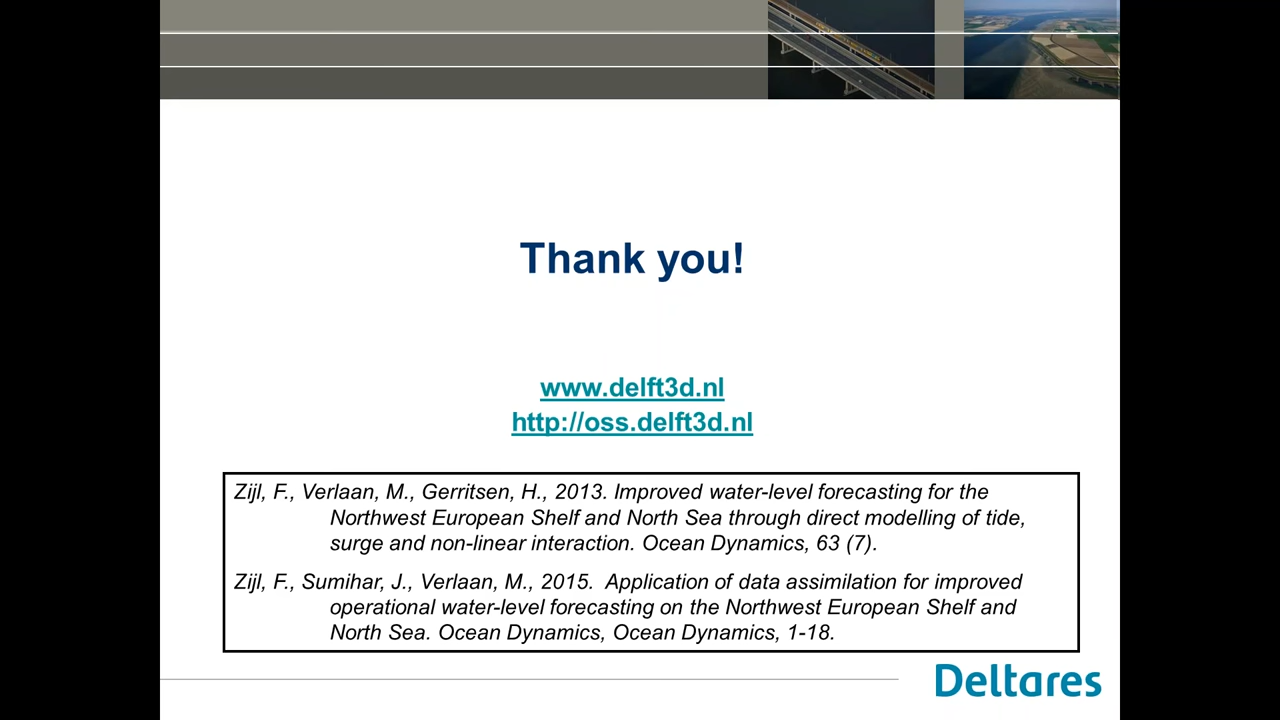 Thank you!
www.delft3d.nl
http://oss.delft3d.nl
Zijl, F., Verlaan, M., Gerritsen, H., 2013. Improved water-level forecasting for the
Northwest European Shelf and North Sea through direct modelling of tide,
surge and non-linear interaction. Ocean Dynamics, 63 (7).
Zijl, F., Sumihar, J., Verlaan, M., 2015. Application of data assimilation for improved
operational water-level forecasting on the Northwest European Shelf and
North Sea. Ocean Dynamics, Ocean Dynamics, 1-18.
Deltares